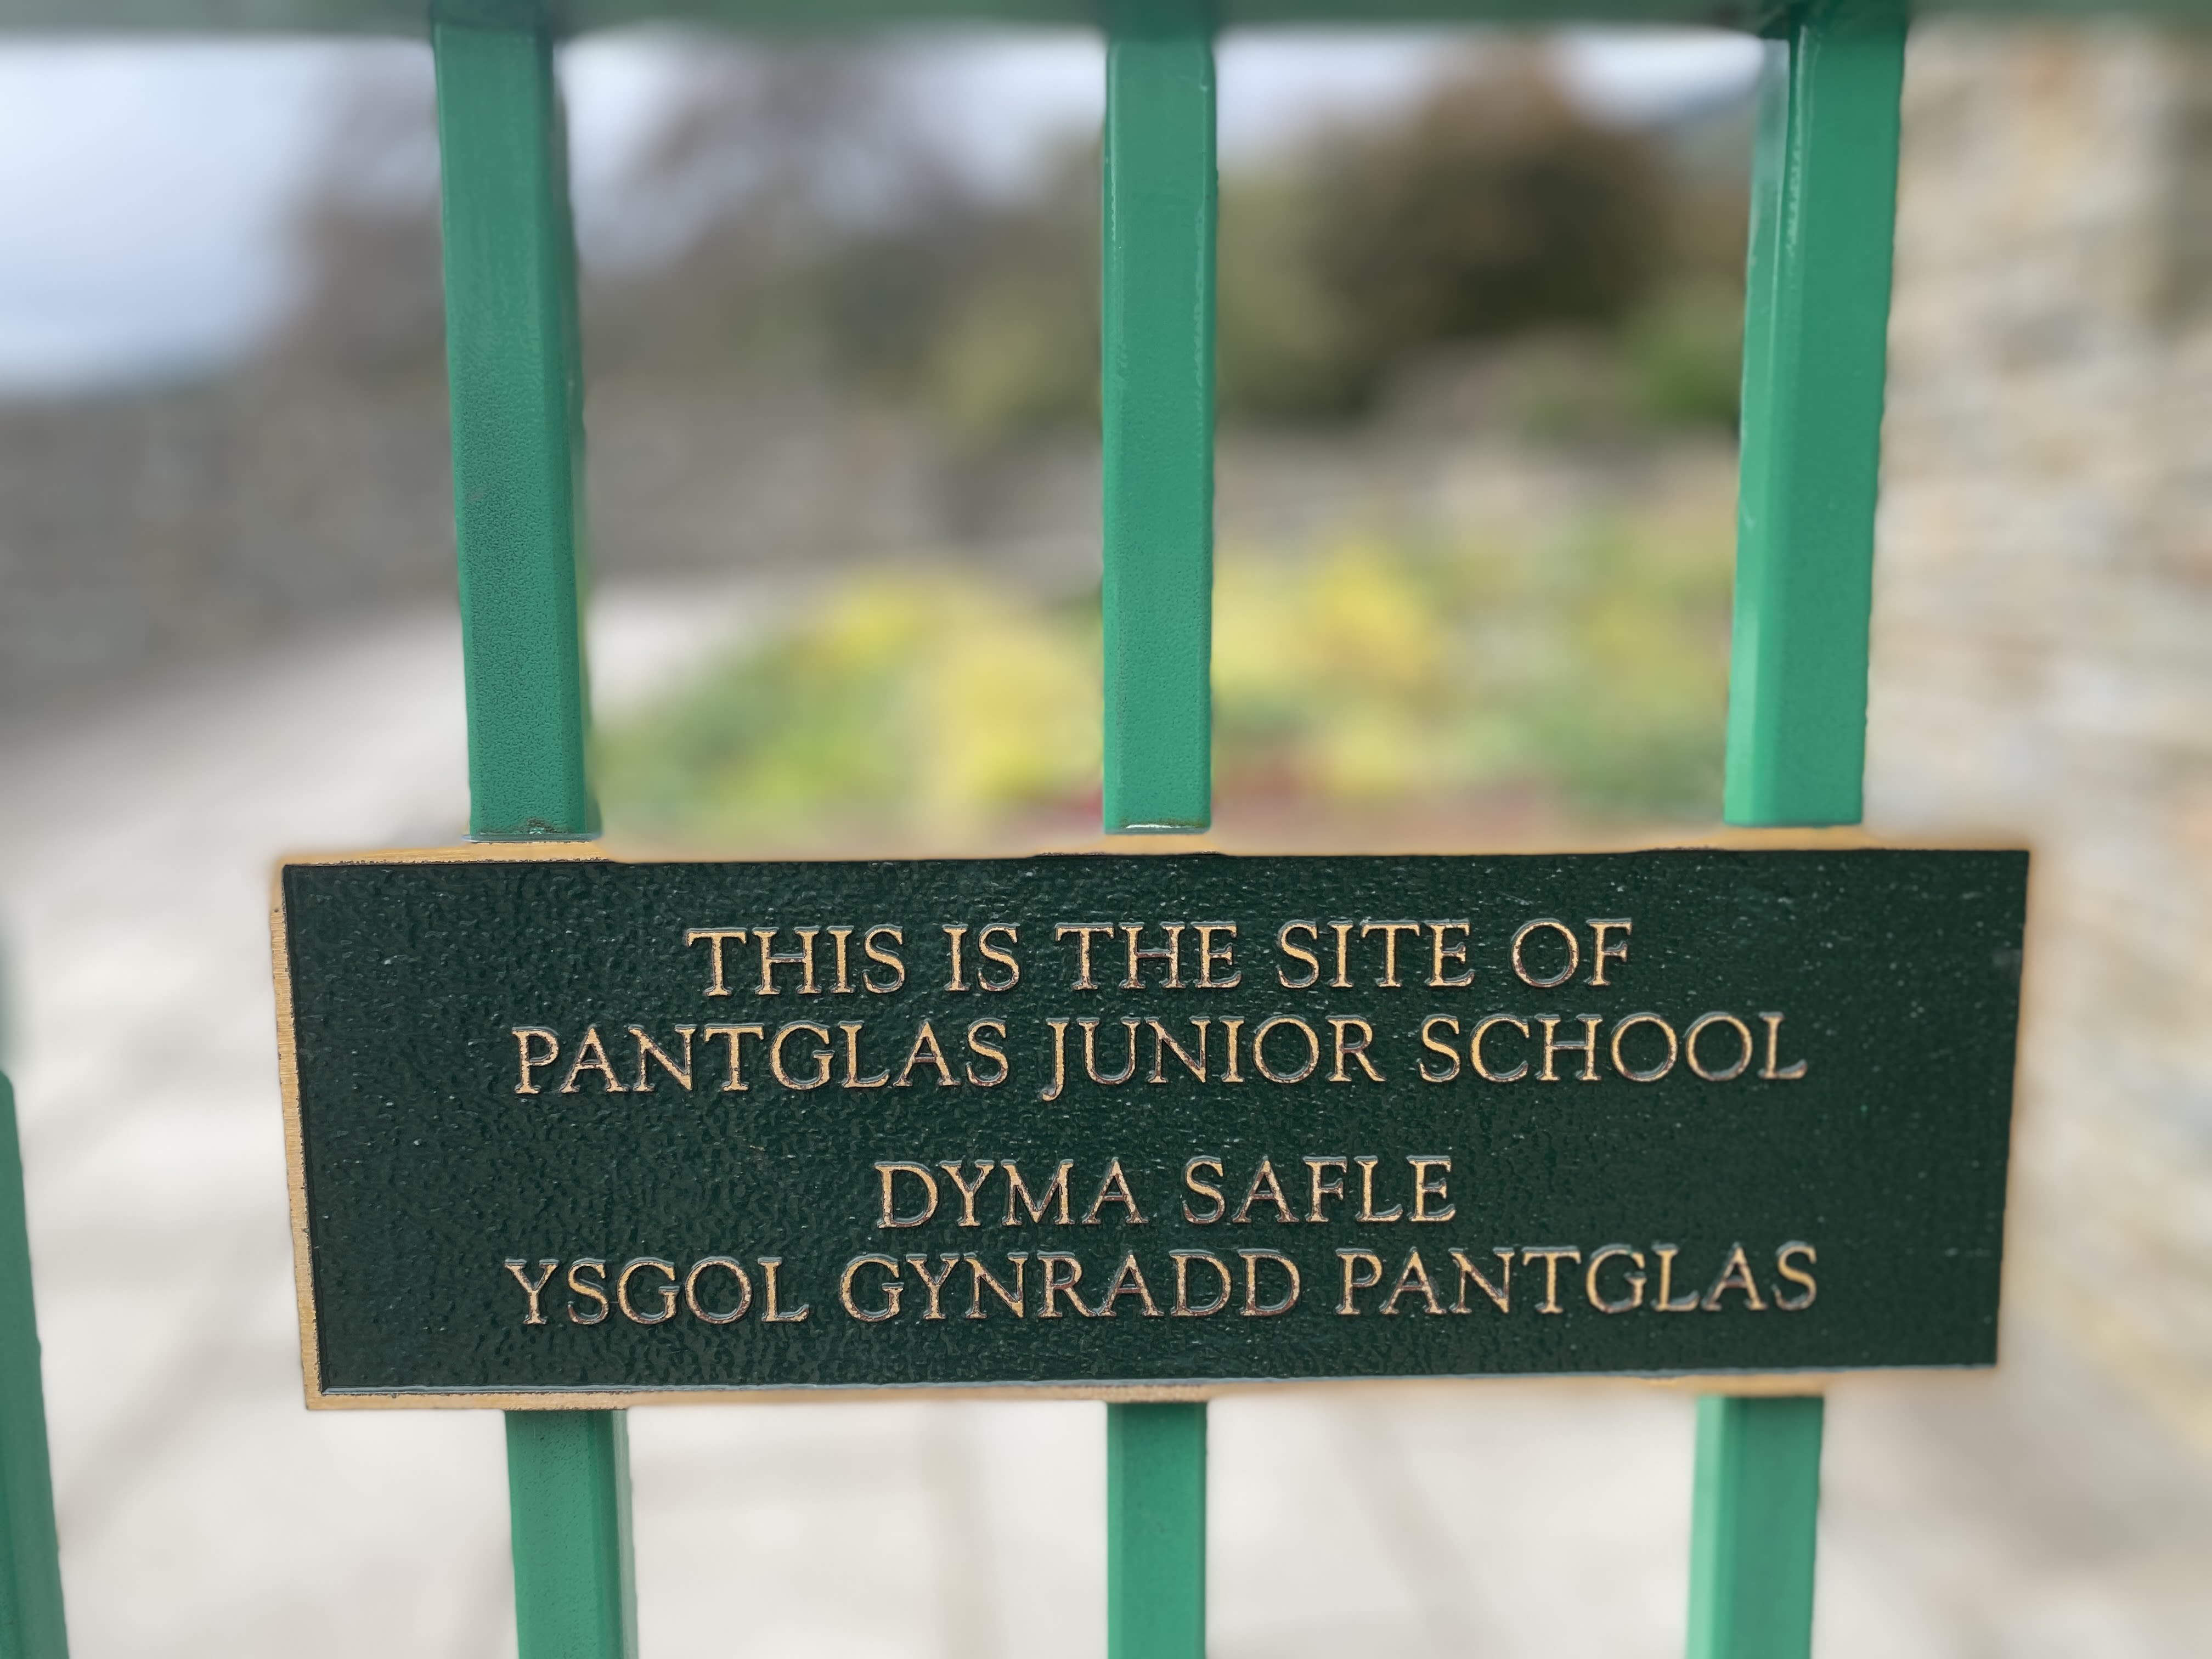 THIS IS THE SITE OF
PANTGLAS JUNIOR SCHOOL
DYMA SAFLE
YSGOL GYNRADD PANTGLAS